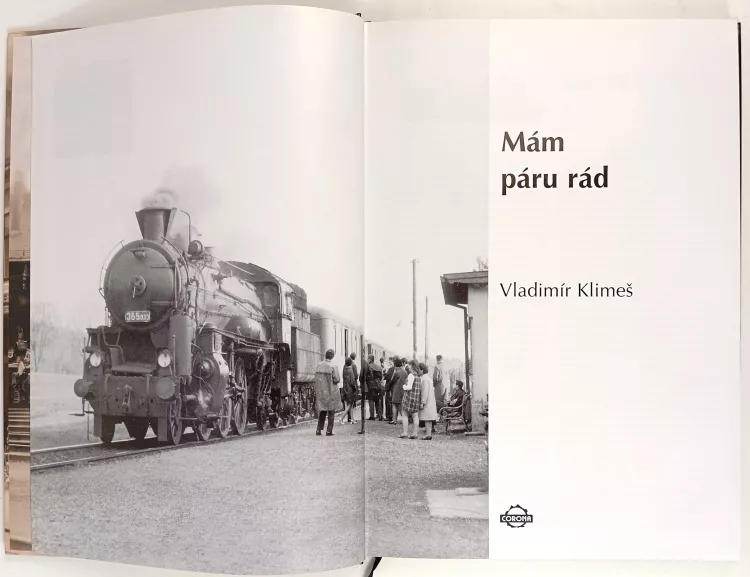 Mám
páru rád
Vladimír Klimeš
CORONA